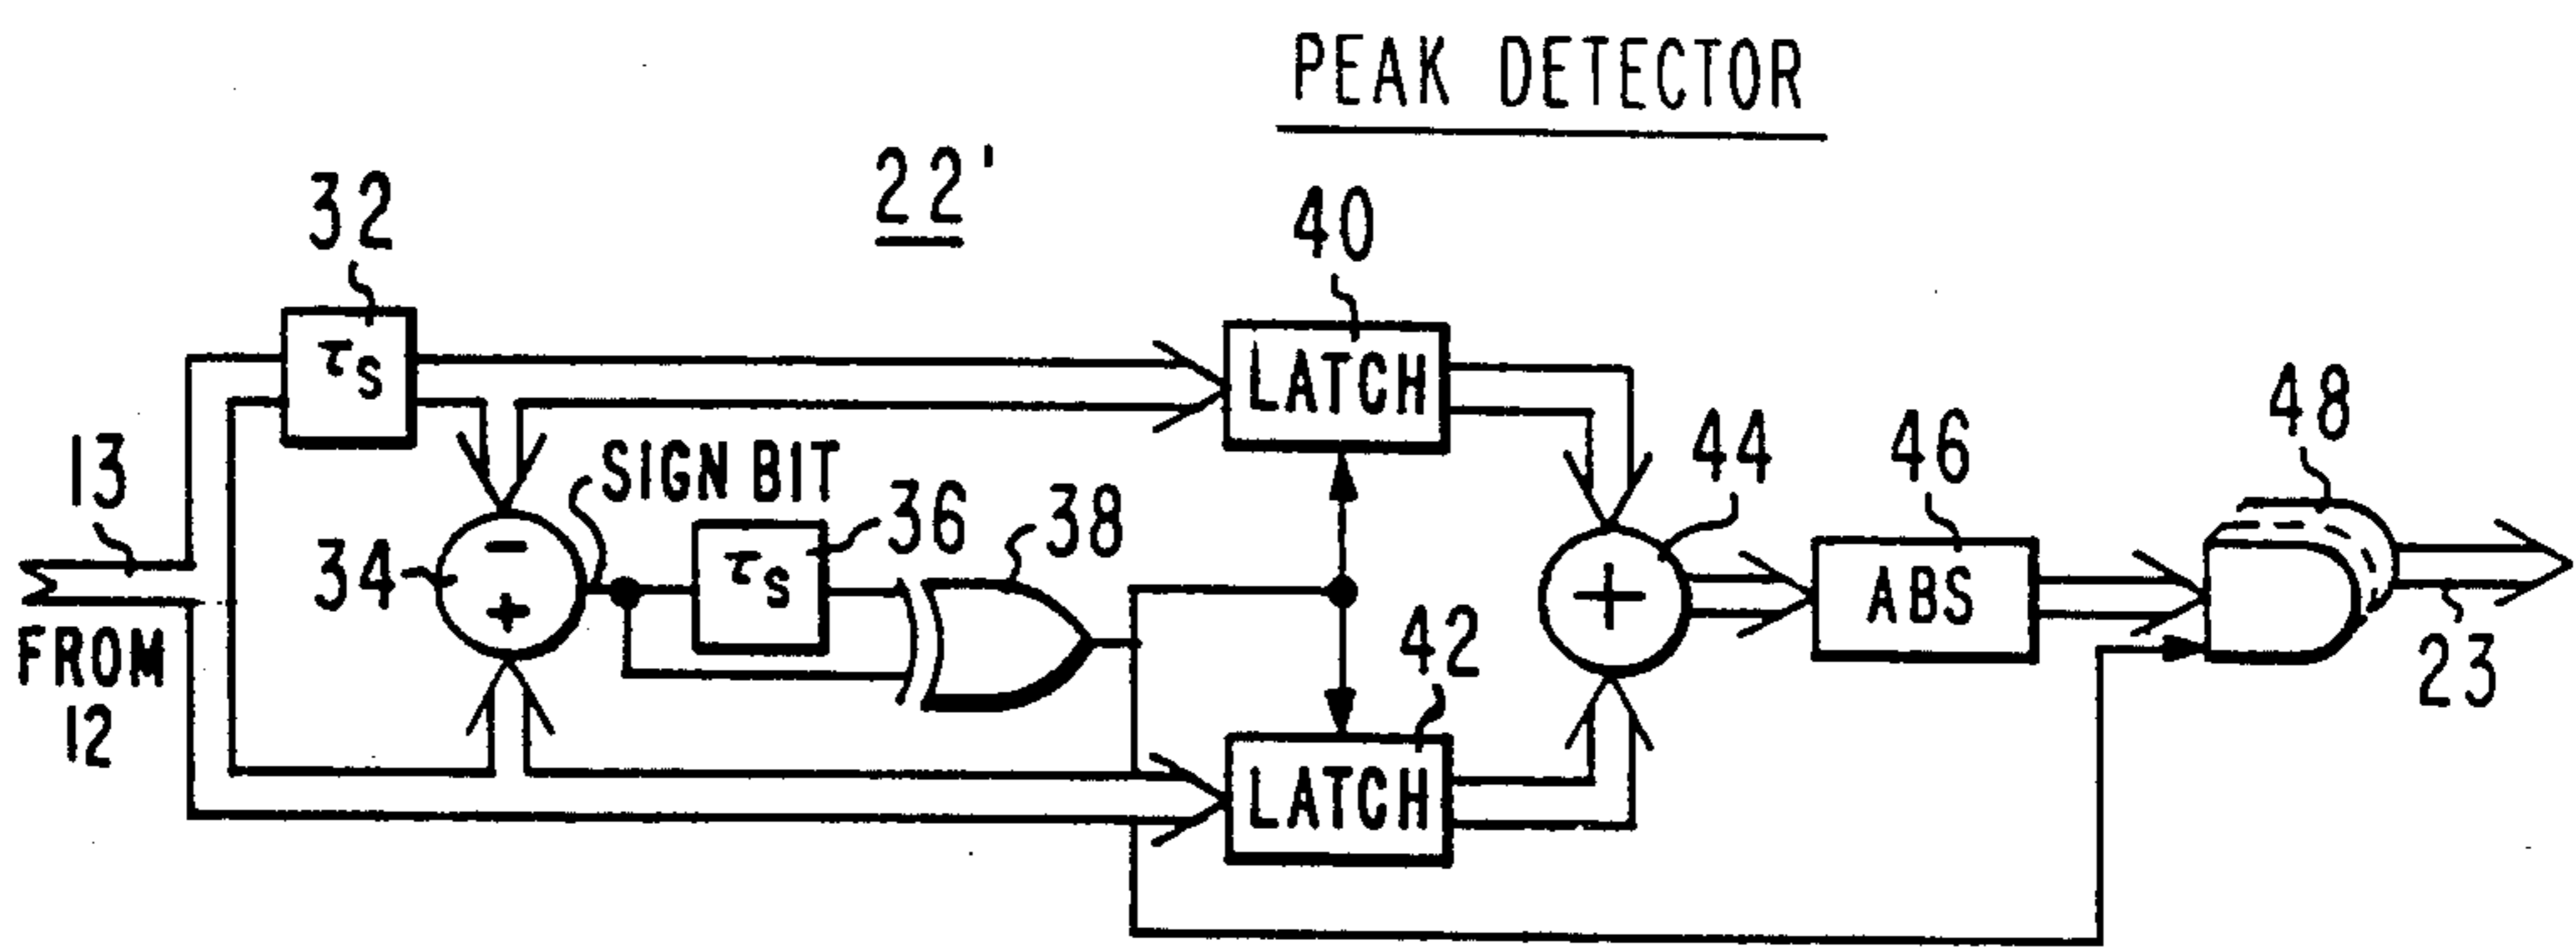 PEAK DETECTOR
22'
32
40
τs
LATCH
48
13
SIGN BIT
44
46
36
38
34
−
+
τs
+
ABS
FROM
12
42
23
LATCH